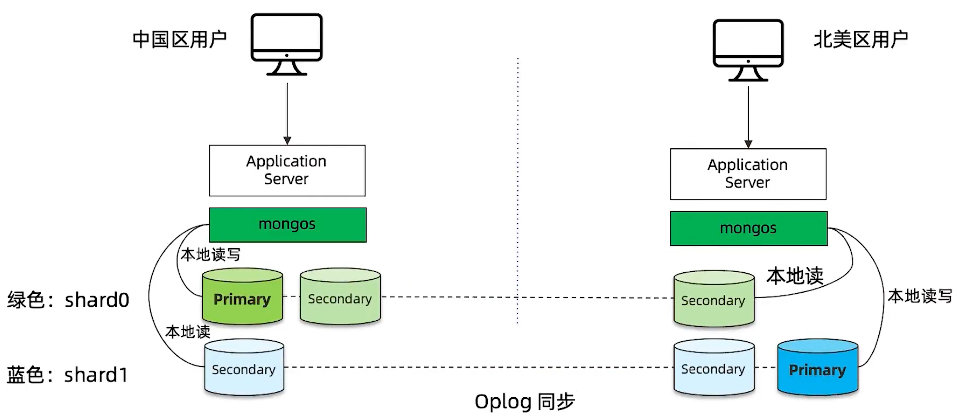 中国区用户
北美区用户
Application
Server
Application
Server
mongos
mongos
本地读写
本地读
本地读写
绿色：shard0
Primary
Secondary
Secondary
本地读
蓝色：shard1
Secondary
Secondary
Primary
Oplog 同步